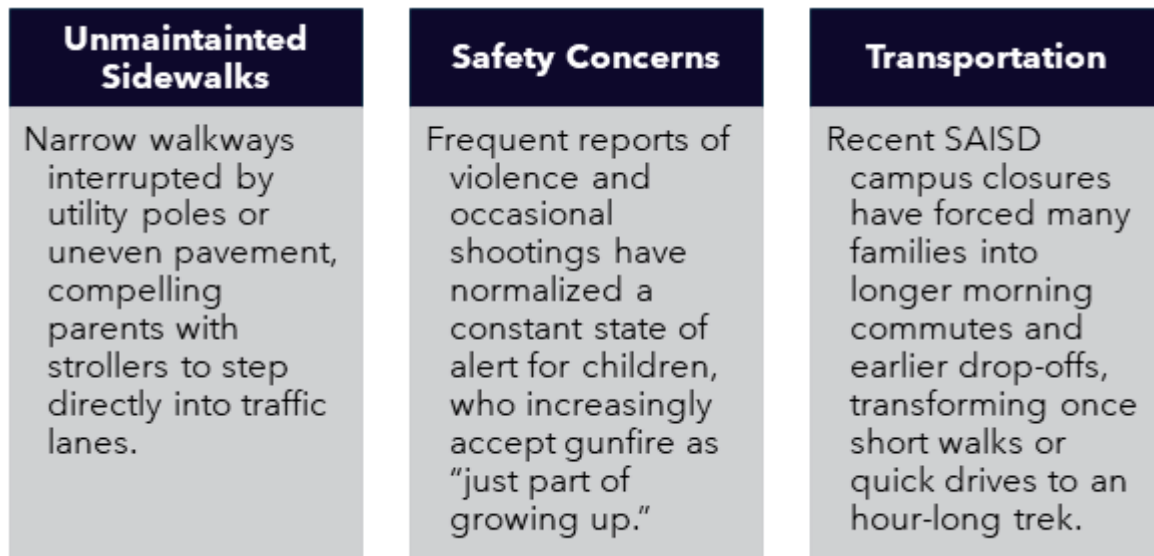 Unmaintainted
Sidewalks
Narrow walkways
interrupted by
utility poles or
uneven pavement,
compelling
parents with
strollers to step
directly into traffic
lanes.
Safety Concerns
Frequent reports of
violence and
occasional
shootings have
normalized a
constant state of
alert for children,
who increasingly
accept gunfire as
“just part of
growing up.”
Transportation
Recent SAISD
campus closures
have forced many
families into
longer morning
commutes and
earlier drop-offs,
transforming once
short walks or
quick drives to an
hour-long trek.